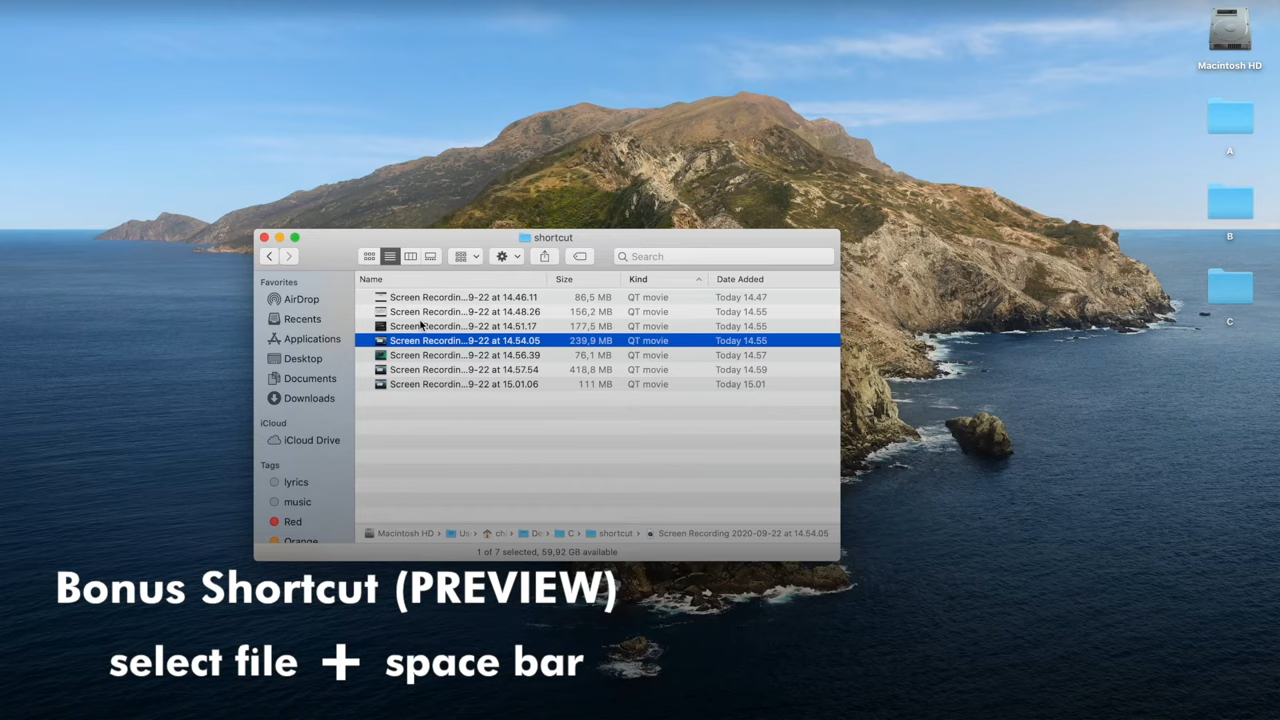 Macintosh HD
A
B
C
shortcut
Search
Favorites
AirDrop
Recents
Applications
Desktop
Documents
Downloads
iCloud
iCloud Drive
Tags
lyrics
music
Red
Orange
Name Size Kind Date Added
Screen Recordin...9-22 at 14.46.11 86,5 MB QT movie Today 14.47
Screen Recordin...9-22 at 14.48.26 156,2 MB QT movie Today 14.55
Screen Recordin...9-22 at 14.51.17 177,5 MB QT movie Today 14.55
Screen Recordin...9-22 at 14.54.05 239,9 MB QT movie Today 14.55
Screen Recordin...9-22 at 14.56.39 76,1 MB QT movie Today 14.57
Screen Recordin...9-22 at 14.57.54 418,8 MB QT movie Today 14.59
Screen Recordin...9-22 at 15.01.06 111 MB QT movie Today 15.01
Macintosh HD › Us › ch › De › C › shortcut › Screen Recording 2020-09-22 at 14.54.05
1 of 7 selected, 59,92 GB available
Bonus Shortcut (PREVIEW)
select file + space bar